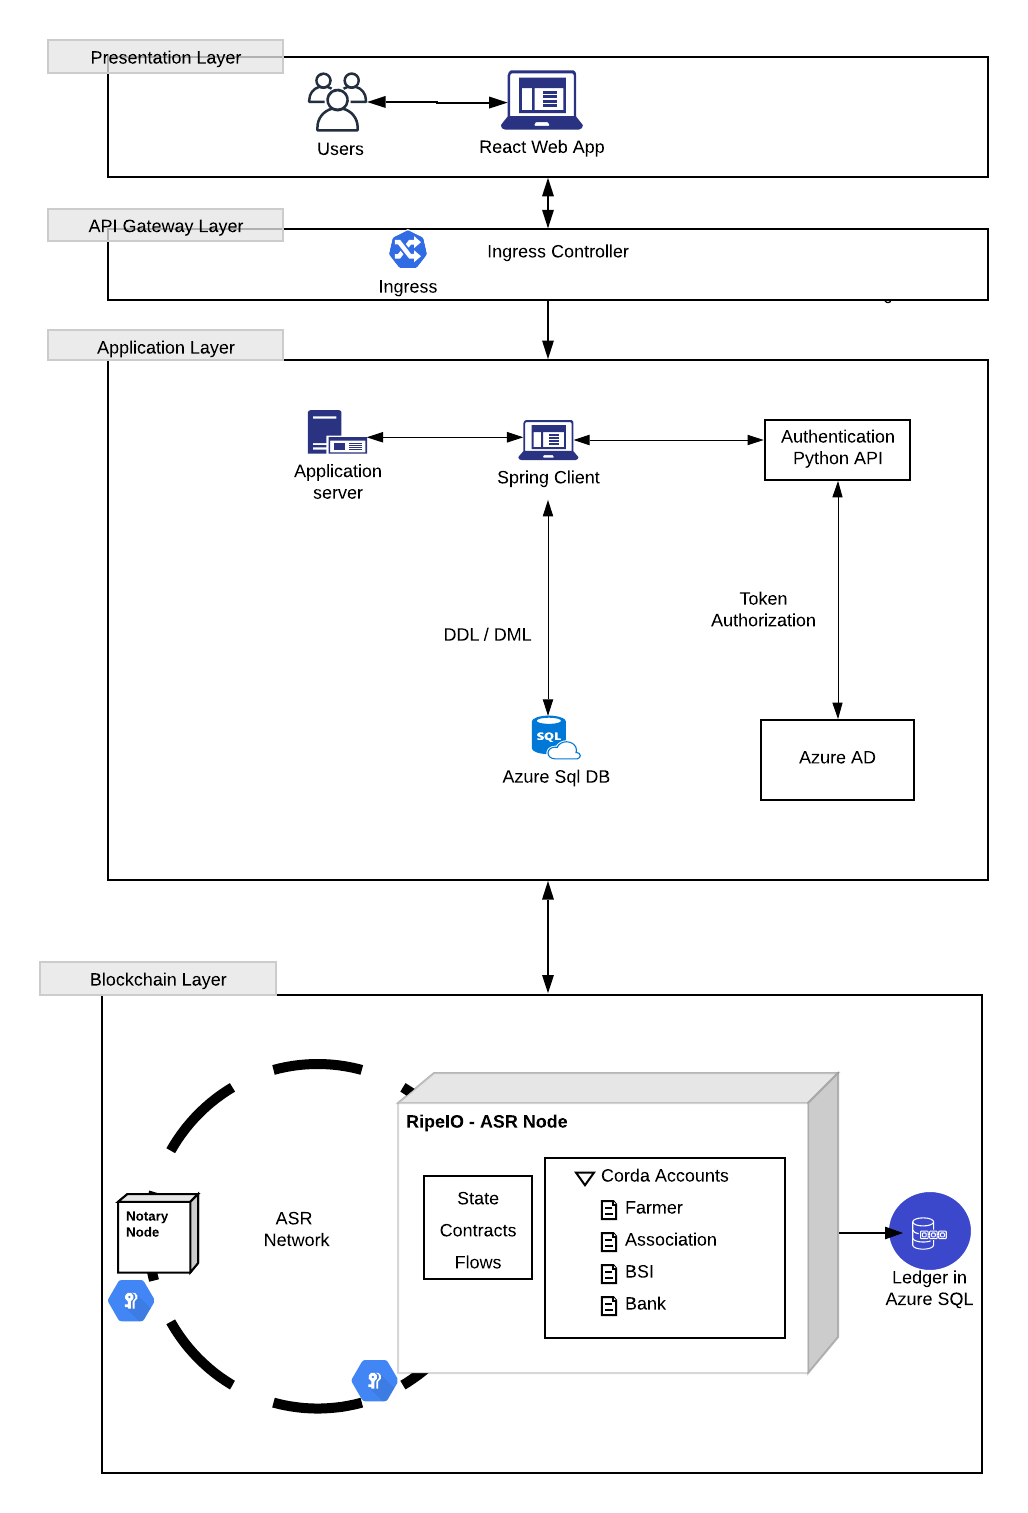 Presentation Layer
Users
React Web App
API Gateway Layer
Ingress Controller
Ingress
Application Layer
Application
server
Spring Client
Authentication
Python API
Token
Authorization
DDL / DML
SQL
Azure Sql DB
Azure AD
Blockchain Layer
RipeIO - ASR Node
State
Contracts
Flows
Corda Accounts
Farmer
Association
BSI
Bank
Notary
Node
ASR
Network
Ledger in
Azure SQL